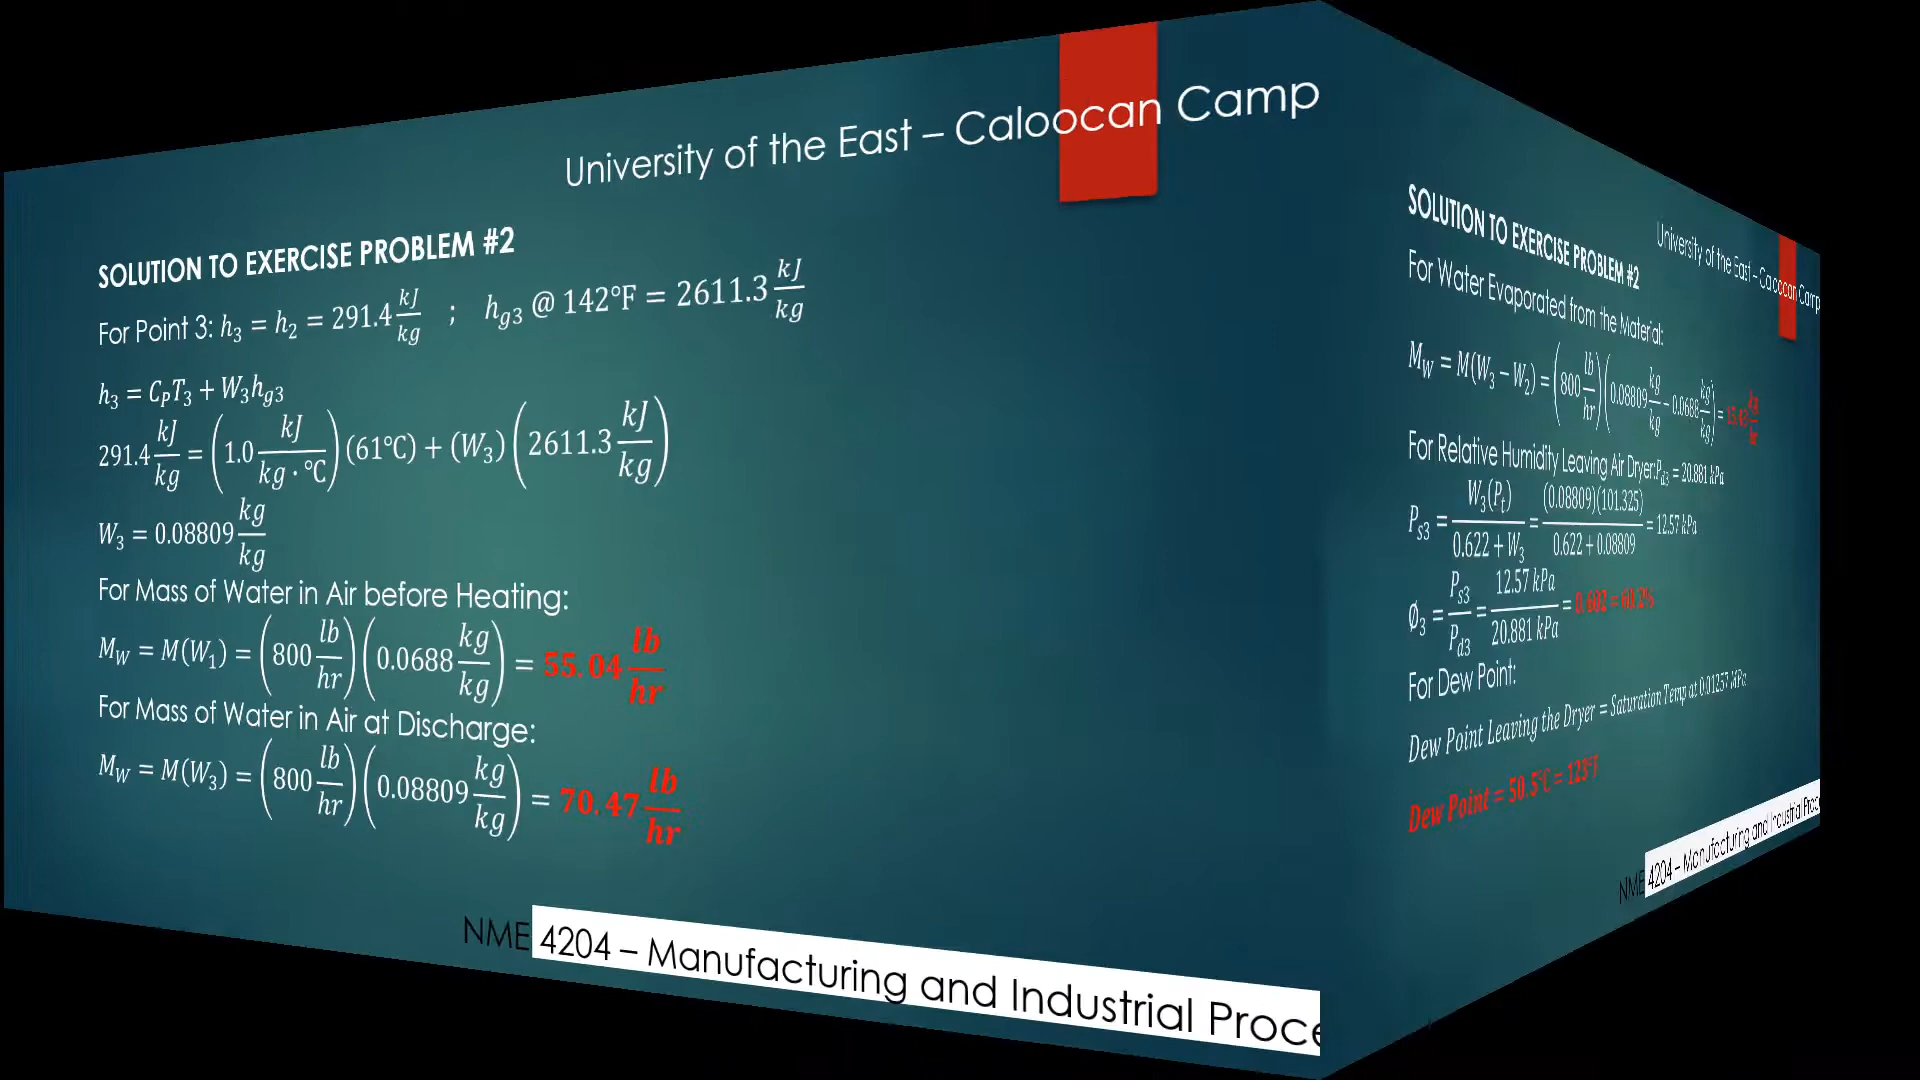 University of the East – Caloocan Camp
SOLUTION TO EXERCISE PROBLEM #2
For Point 3: h₃ = h₂ = 291.4 kJ/kg ; h_g3 @ 142°F = 2611.3 kJ/kg
h₃ = C_P T₃ + W₃h_g3
291.4 kJ/kg = (1.0 kJ/(kg·°C)) (61°C) + (W₃) (2611.3 kJ/kg)
W₃ = 0.08809 kg/kg
For Mass of Water in Air before Heating:
M_W = M(W₁) = (800 lb/hr) (0.0688 kg/kg) = 55.04 lb/hr
For Mass of Water in Air at Discharge:
M_W = M(W₃) = (800 lb/hr) (0.08809 kg/kg) = 70.47 lb/hr
NME 4204 – Manufacturing and Industrial Proce
University of the East – Caloocan Camp
SOLUTION TO EXERCISE PROBLEM #2
For Water Evaporated from the Material:
M_W = M(W₃ − W₂) = (800 lb/hr) (0.08809 kg/kg − 0.0688 kg/kg) = 15.43 kg/hr
For Relative Humidity Leaving Air Dryer: P_d3 = 20.881 kPa
P_s3 = W₃(P_t)/(0.622 + W₃) = (0.08809)(101.325)/(0.622 + 0.08809) = 12.57 kPa
Ø₃ = P_s3/P_d3 = 12.57 kPa/20.881 kPa = 0.602 = 60.2%
For Dew Point:
Dew Point Leaving the Dryer = Saturation Temp at 0.01257 MPa
Dew Point = 50.5°C = 123°F
NME 4204 – Manufacturing and Industrial Proc